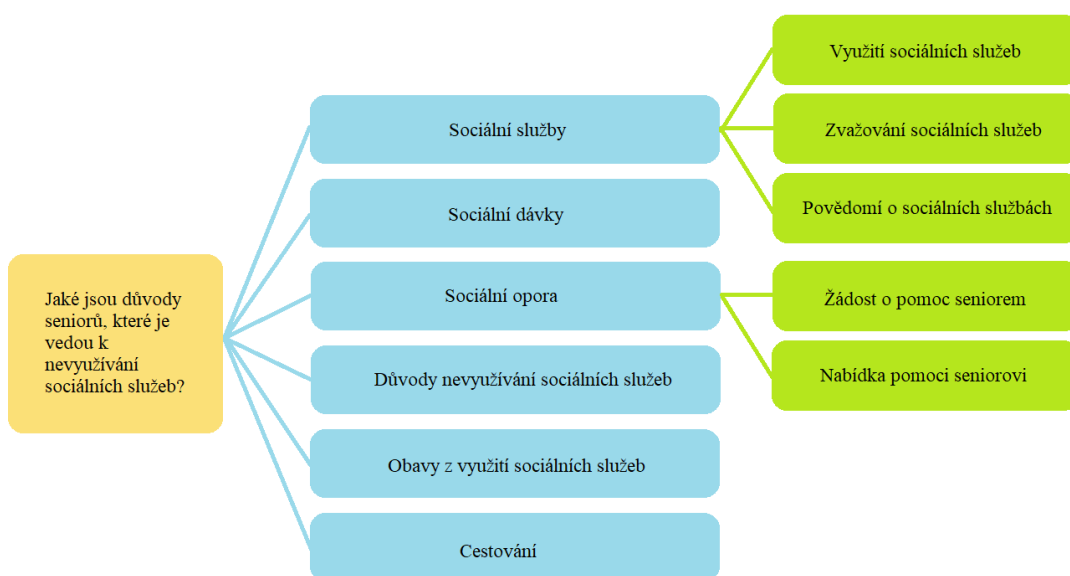 Jaké jsou důvody
seniorů, které je
vedou k
nevyužívání
sociálních služeb?
Sociální služby
Sociální dávky
Sociální opora
Důvody nevyužívání sociálních služeb
Obavy z využití sociálních služeb
Cestování
Využití sociálních služeb
Zvažování sociálních služeb
Povědomí o sociálních službách
Žádost o pomoc seniorem
Nabídka pomoci seniorovi